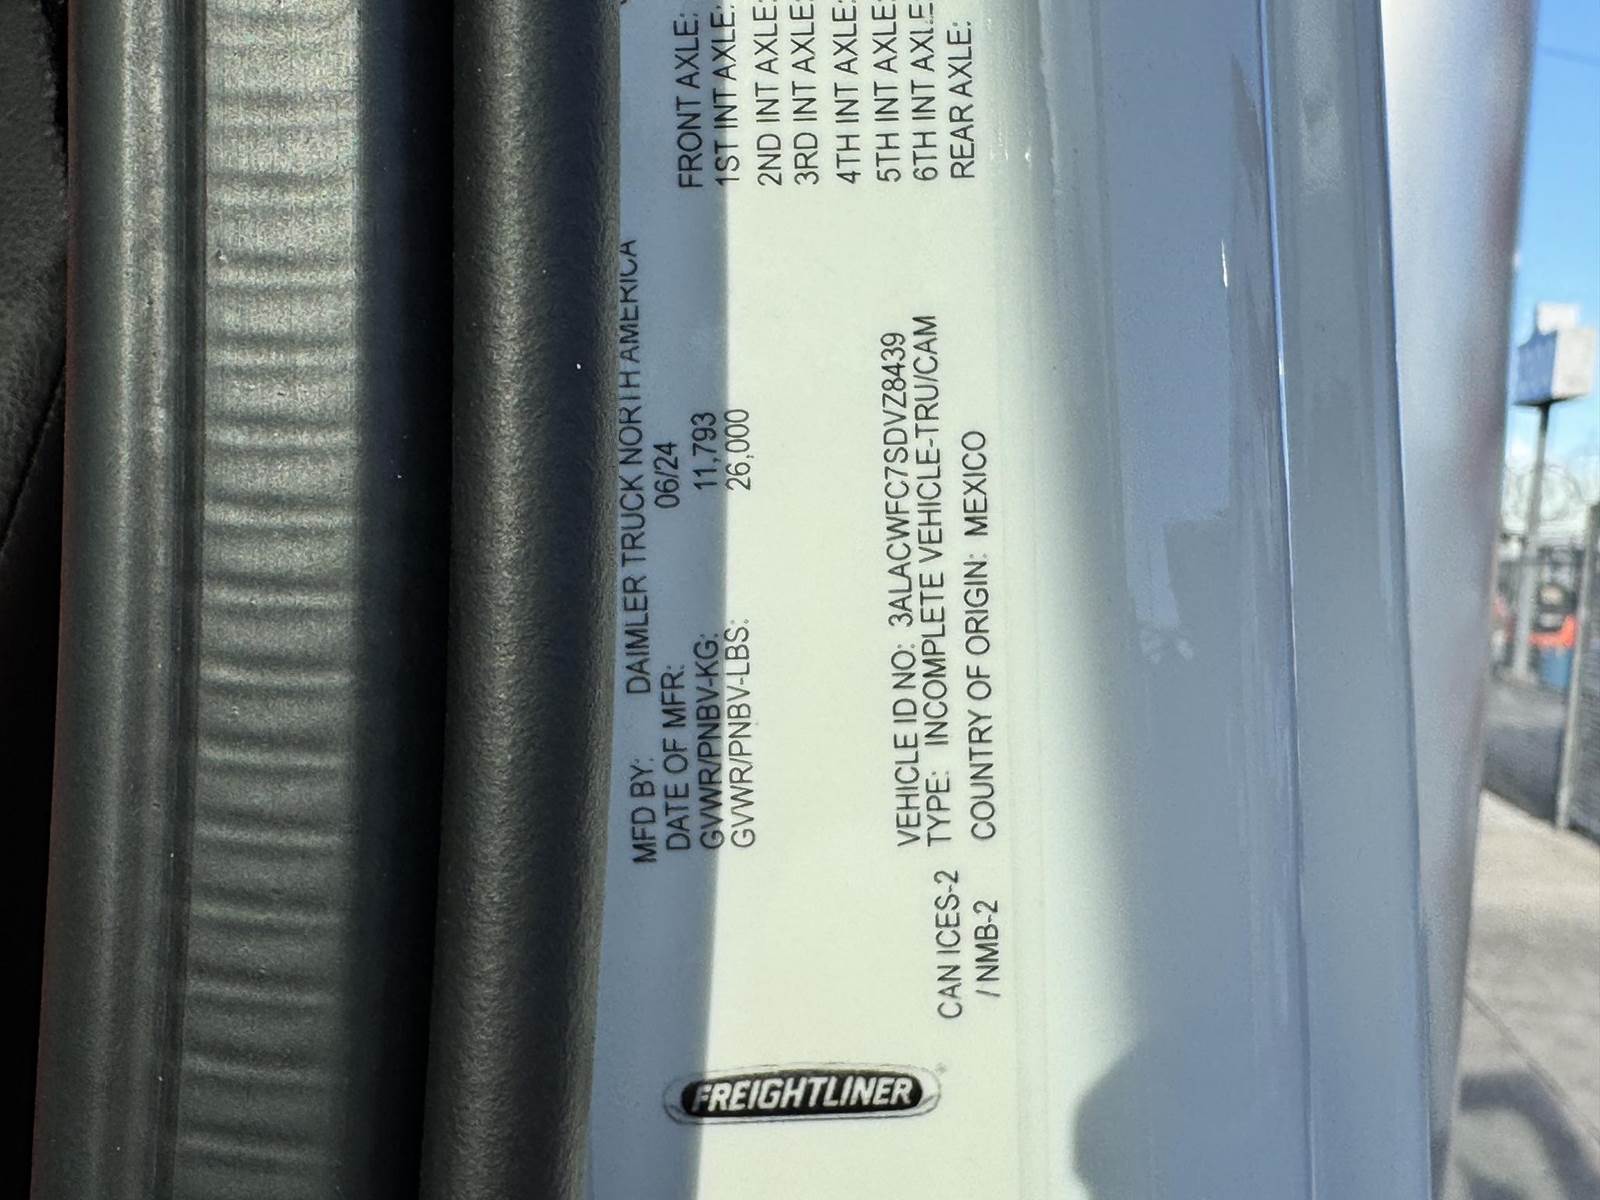 MFD BY: DAIMLER TRUCK NORTH AMERICA
DATE OF MFR: 06/24
GVWR/PNBV-KG: 11,793
GVWR/PNBV-LBS: 26,000
FRONT AXLE:
1ST INT AXLE:
2ND INT AXLE:
3RD INT AXLE:
4TH INT AXLE:
5TH INT AXLE:
6TH INT AXLE:
REAR AXLE:
VEHICLE ID NO: 3ALACWFC7SDVZ8439
TYPE: INCOMPLETE VEHICLE-TRU/CAM
COUNTRY OF ORIGIN: MEXICO
CAN ICES-2
/ NMB-2
FREIGHTLINER